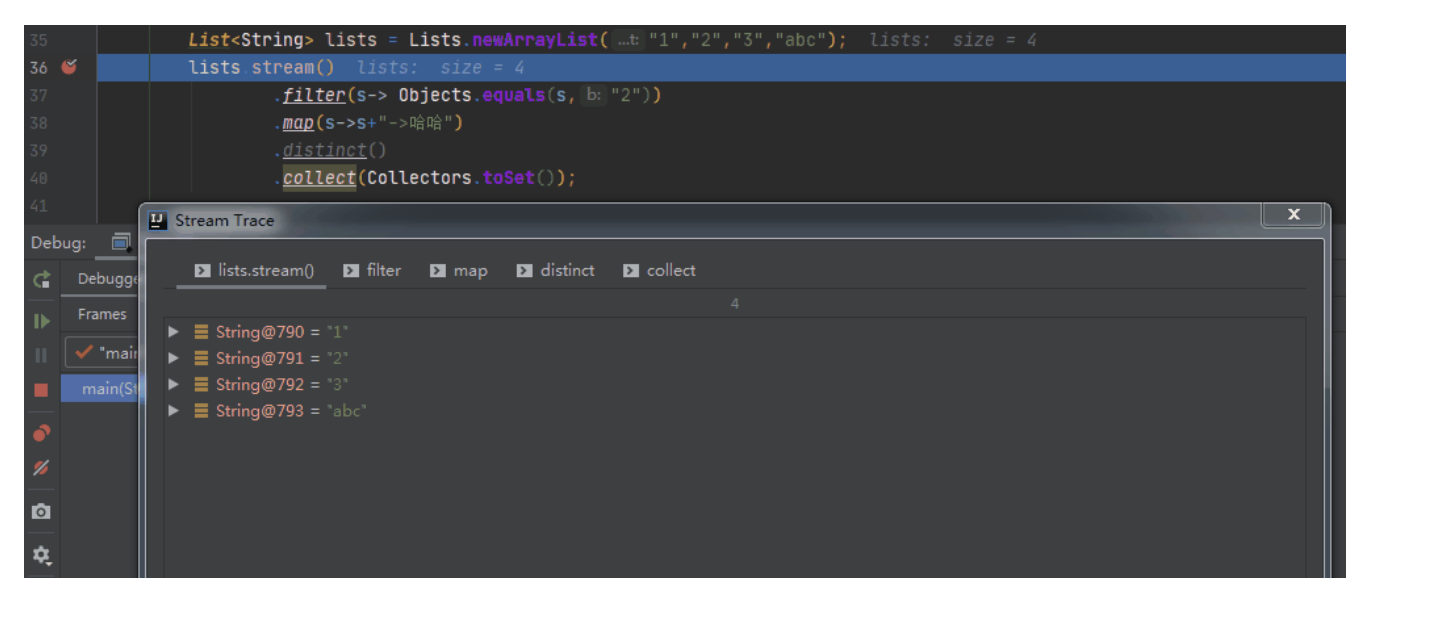 35 List<String> lists = Lists.newArrayList( ...t: "1","2","3","abc"); lists: size = 4
36 lists.stream() lists: size = 4
37 .filter(s-> Objects.equals(s, b: "2"))
38 .map(s->s+"->哈哈")
39 .distinct()
40 .collect(Collectors.toSet());
41
Stream Trace
X
Debug:
lists.stream() filter map distinct collect
Debugge
4
Frames
String@790 = "1"
"main
String@791 = "2"
String@792 = "3"
main(St
String@793 = "abc"